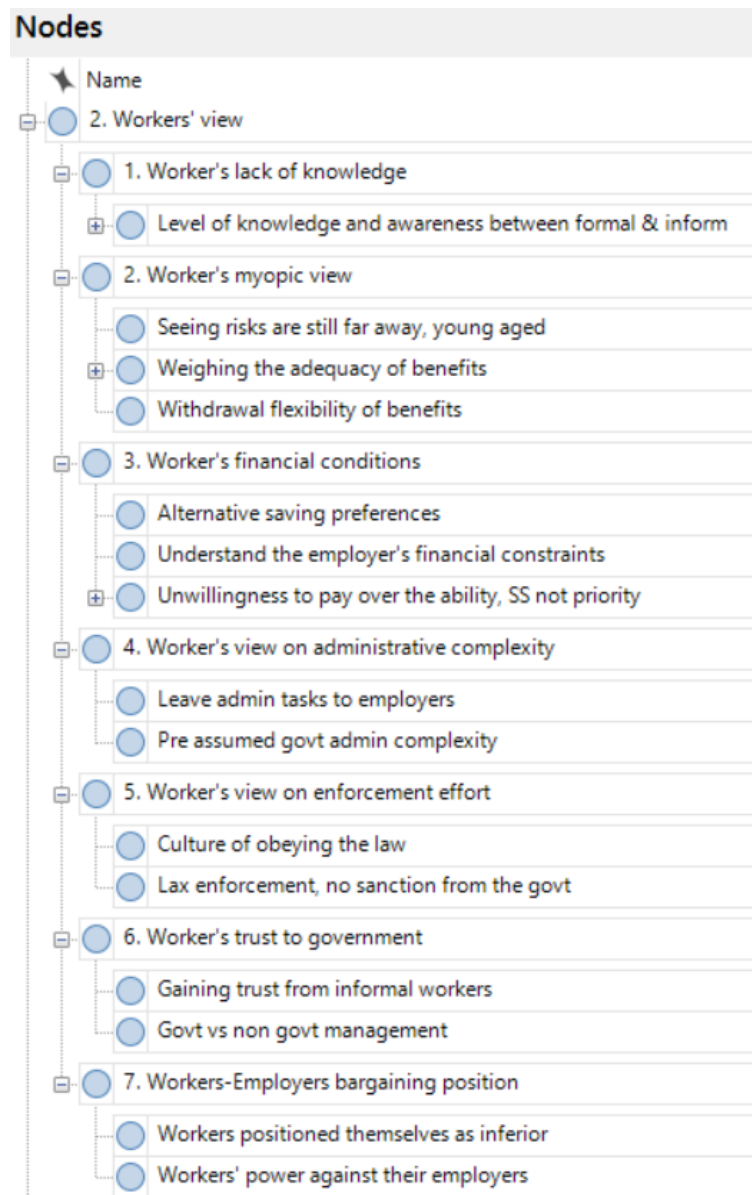 Nodes
Name
2. Workers' view
1. Worker's lack of knowledge
Level of knowledge and awareness between formal & inform
2. Worker's myopic view
Seeing risks are still far away, young aged
Weighing the adequacy of benefits
Withdrawal flexibility of benefits
3. Worker's financial conditions
Alternative saving preferences
Understand the employer's financial constraints
Unwillingness to pay over the ability, SS not priority
4. Worker's view on administrative complexity
Leave admin tasks to employers
Pre assumed govt admin complexity
5. Worker's view on enforcement effort
Culture of obeying the law
Lax enforcement, no sanction from the govt
6. Worker's trust to government
Gaining trust from informal workers
Govt vs non govt management
7. Workers-Employers bargaining position
Workers positioned themselves as inferior
Workers' power against their employers